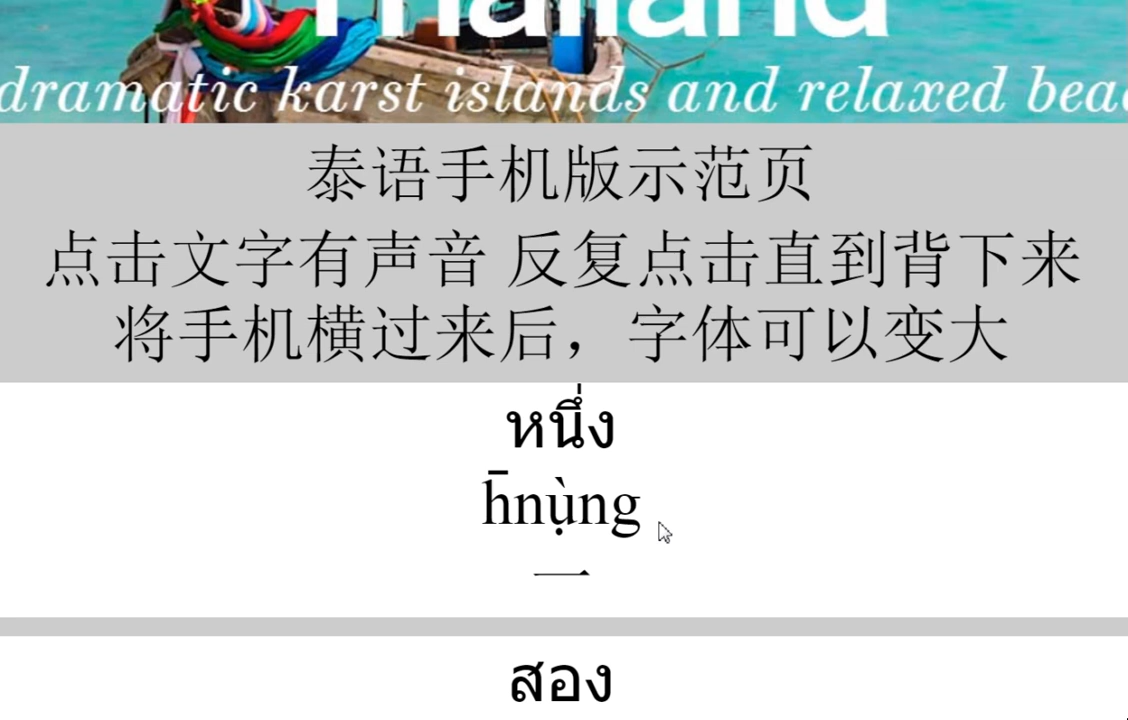 Thailand
dramatic karst islands and relaxed
泰语手机版示范页
点击文字有声音 反复点击直到背下来
将手机横过来后，字体可以变大
หนึ่ง
h̄nụ̀ng
一
สอง